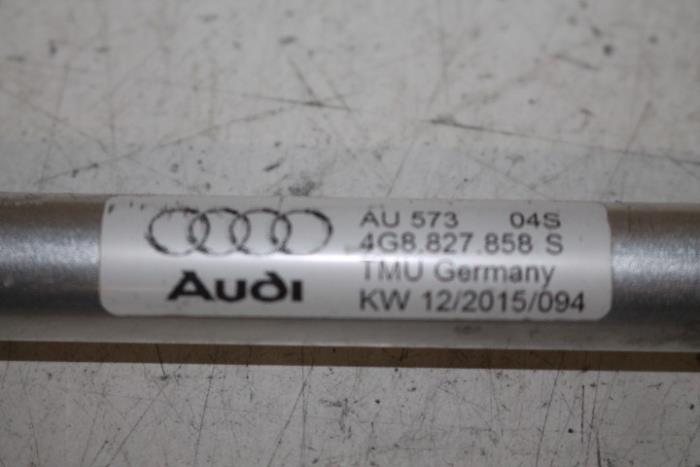 AU 573 04S
4G8.827.858 S
TMU Germany
KW 12/2015/094
Audi